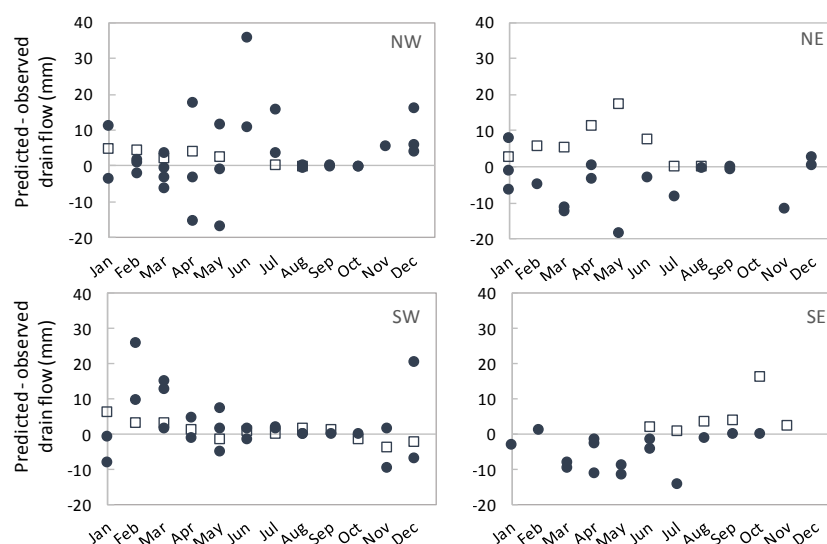 Predicted - observed
drain flow (mm)
40
30
20
10
0
-10
-20
NW
Jan
Feb
Mar
Apr
May
Jun
Jul
Aug
Sep
Oct
Nov
Dec
40
30
20
10
0
-10
-20
NE
Jan
Feb
Mar
Apr
May
Jun
Jul
Aug
Sep
Oct
Nov
Dec
Predicted - observed
drain flow (mm)
40
30
20
10
0
-10
-20
SW
Jan
Feb
Mar
Apr
May
Jun
Jul
Aug
Sep
Oct
Nov
Dec
40
30
20
10
0
-10
-20
SE
Jan
Feb
Mar
Apr
May
Jun
Jul
Aug
Sep
Oct
Nov
Dec